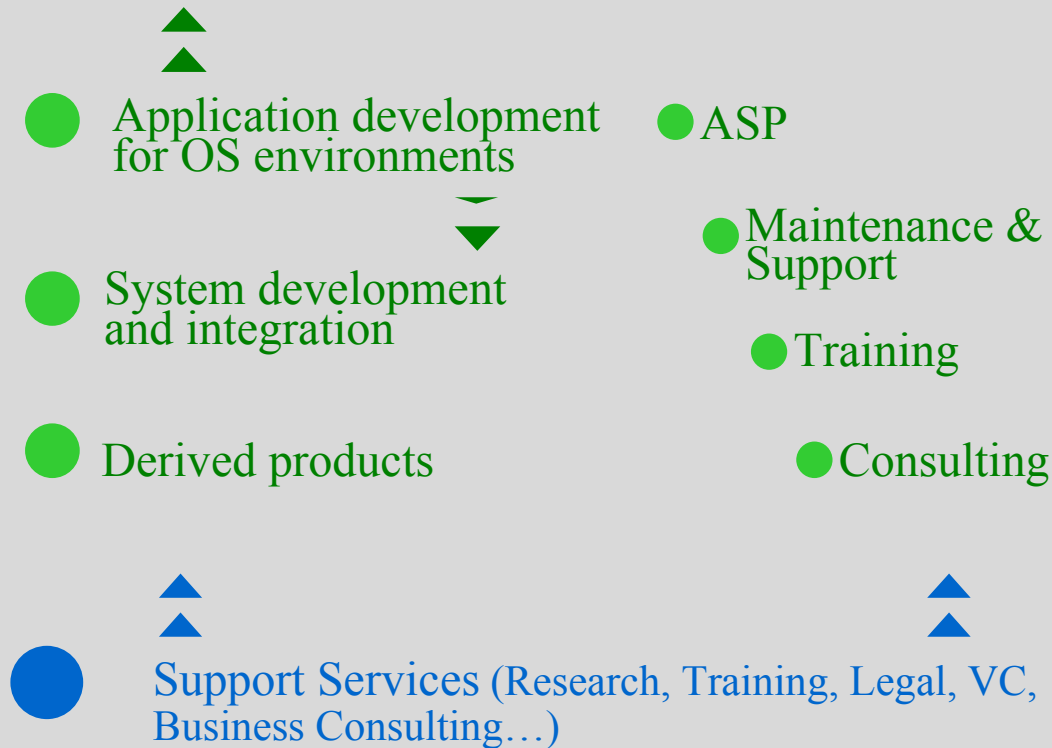 Application development
for OS environments
ASP
Maintenance &
Support
System development
and integration
Training
Derived products
Consulting
Support Services (Research, Training, Legal, VC,
Business Consulting…)